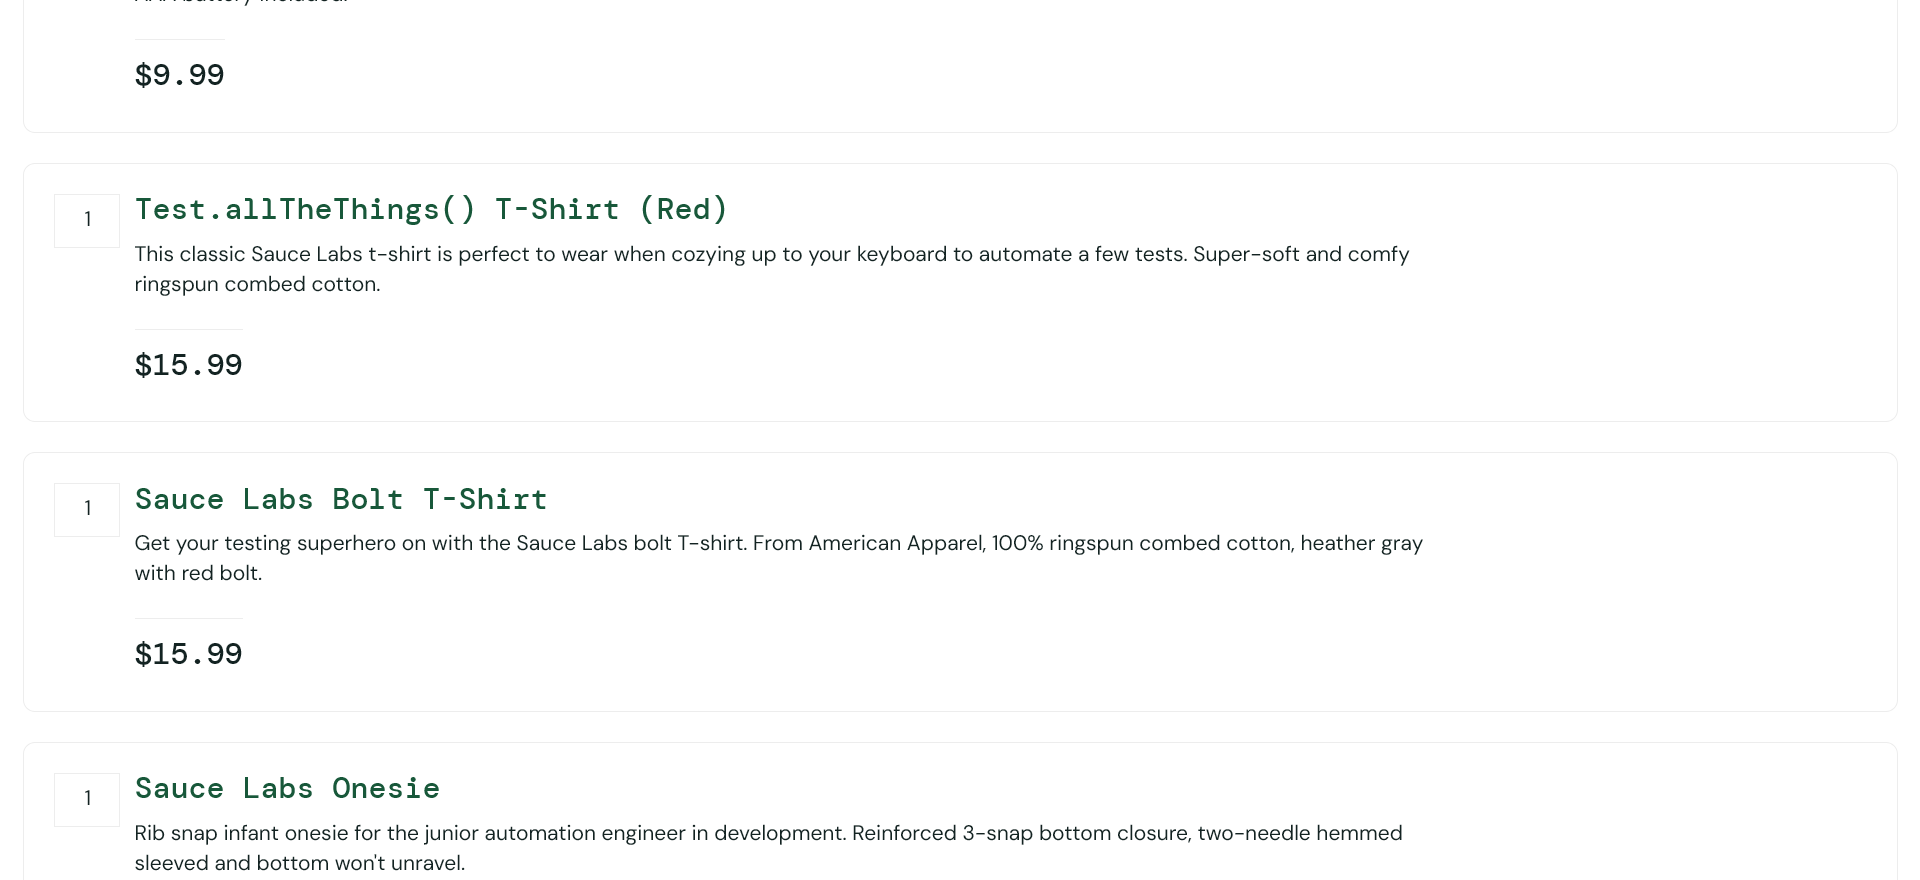 $9.99
1
Test.allTheThings() T-Shirt (Red)
This classic Sauce Labs t-shirt is perfect to wear when cozying up to your keyboard to automate a few tests. Super-soft and comfy
ringspun combed cotton.
$15.99
1
Sauce Labs Bolt T-Shirt
Get your testing superhero on with the Sauce Labs bolt T-shirt. From American Apparel, 100% ringspun combed cotton, heather gray
with red bolt.
$15.99
1
Sauce Labs Onesie
Rib snap infant onesie for the junior automation engineer in development. Reinforced 3-snap bottom closure, two-needle hemmed
sleeved and bottom won't unravel.